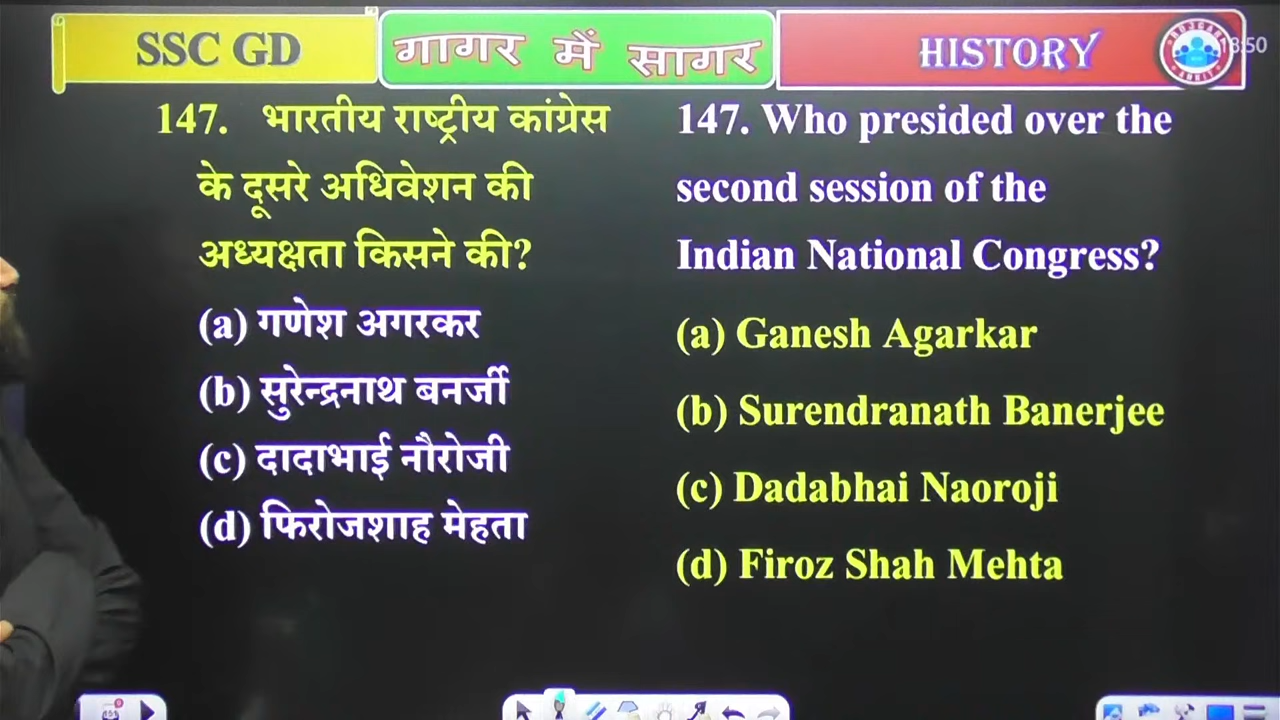 SSC GD
गागर में सागर
HISTORY
18:50
147. भारतीय राष्ट्रीय कांग्रेस
के दूसरे अधिवेशन की
अध्यक्षता किसने की?
(a) गणेश अगरकर
(b) सुरेन्द्रनाथ बनर्जी
(c) दादाभाई नौरोजी
(d) फिरोजशाह मेहता
147. Who presided over the
second session of the
Indian National Congress?
(a) Ganesh Agarkar
(b) Surendranath Banerjee
(c) Dadabhai Naoroji
(d) Firoz Shah Mehta